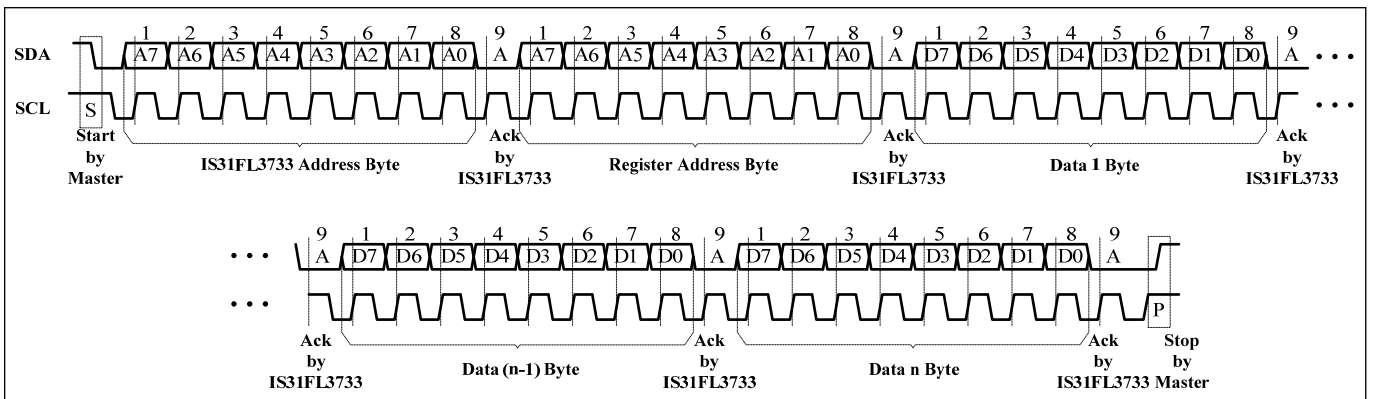 1 2 3 4 5 6 7 8 9 1 2 3 4 5 6 7 8 9 1 2 3 4 5 6 7 8 9
SDA A7 A6 A5 A4 A3 A2 A1 A0 A A7 A6 A5 A4 A3 A2 A1 A0 A D7 D6 D5 D4 D3 D2 D1 D0 A • • •
SCL S • • •
Start by Master
IS31FL3733 Address Byte
Ack by IS31FL3733
Register Address Byte
Ack by IS31FL3733
Data 1 Byte
Ack by IS31FL3733
9 1 2 3 4 5 6 7 8 9 1 2 3 4 5 6 7 8 9
• • • A D7 D6 D5 D4 D3 D2 D1 D0 A D7 D6 D5 D4 D3 D2 D1 D0 A
• • • P
Ack by IS31FL3733
Data (n-1) Byte
Ack by IS31FL3733
Data n Byte
Ack by IS31FL3733
Stop by Master